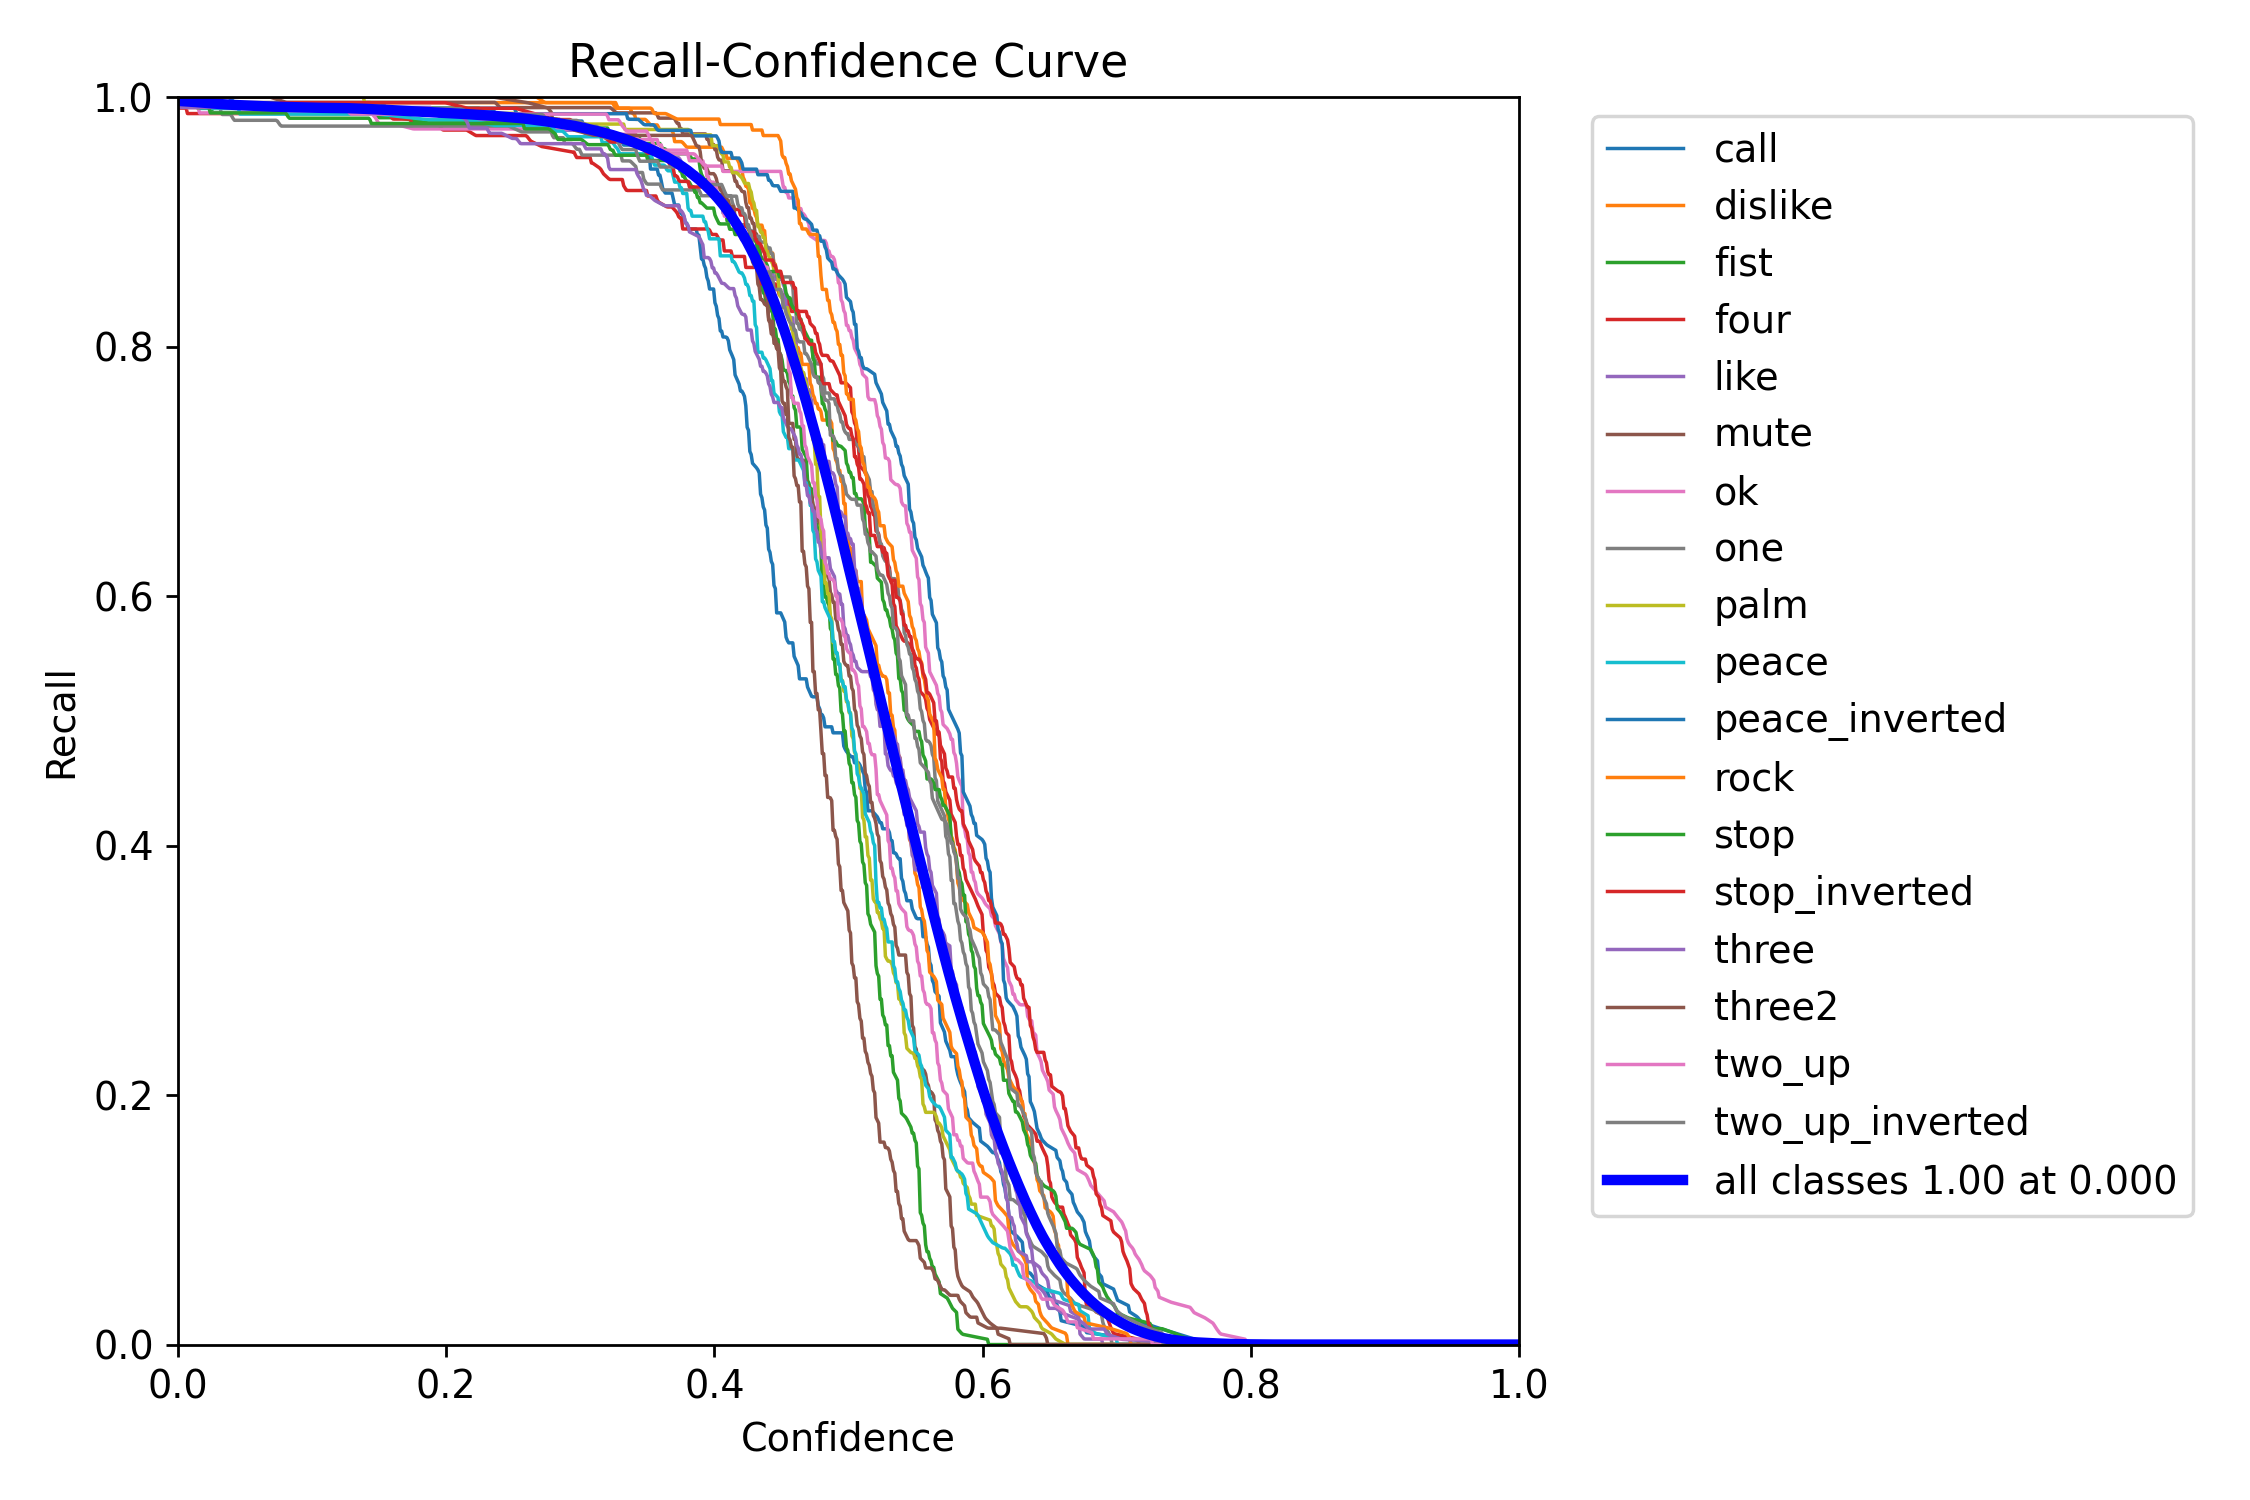 Recall-Confidence Curve
1.0
0.8
0.6
0.4
0.2
0.0
Recall
0.0 0.2 0.4 0.6 0.8 1.0
Confidence
call
dislike
fist
four
like
mute
ok
one
palm
peace
peace_inverted
rock
stop
stop_inverted
three
three2
two_up
two_up_inverted
all classes 1.00 at 0.000